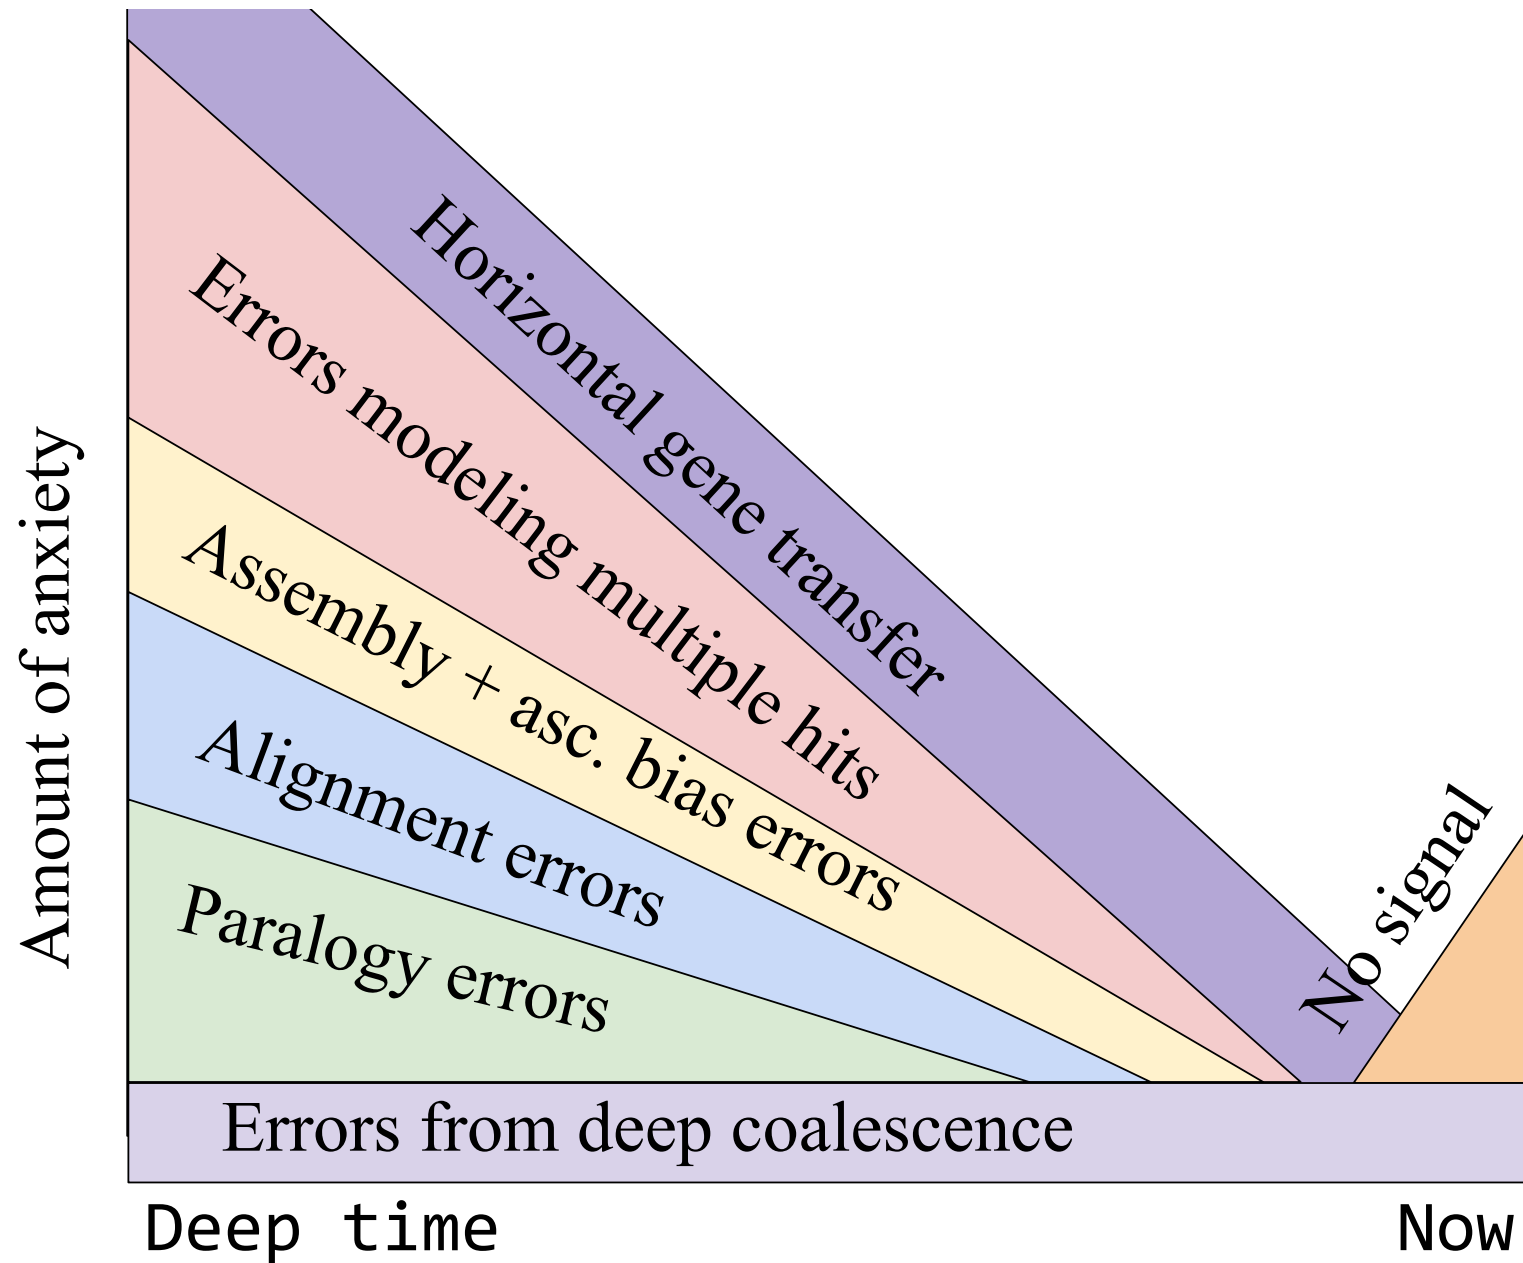 Amount of anxiety
Horizontal gene transfer
Errors modeling multiple hits
Assembly + asc. bias errors
Alignment errors
Paralogy errors
No signal
Errors from deep coalescence
Deep time
Now